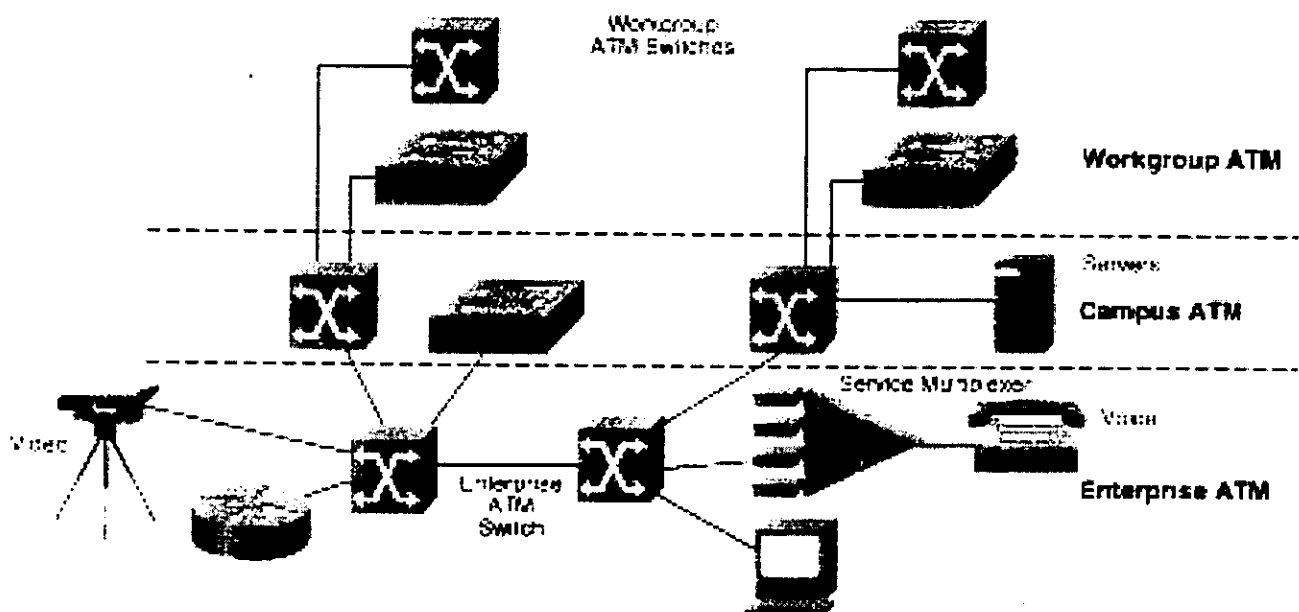 Workgroup
ATM Switches
Workgroup ATM
Servers
Campus ATM
Service Multiplexer
Video
Voice
Enterprise
ATM
Switch
Enterprise ATM